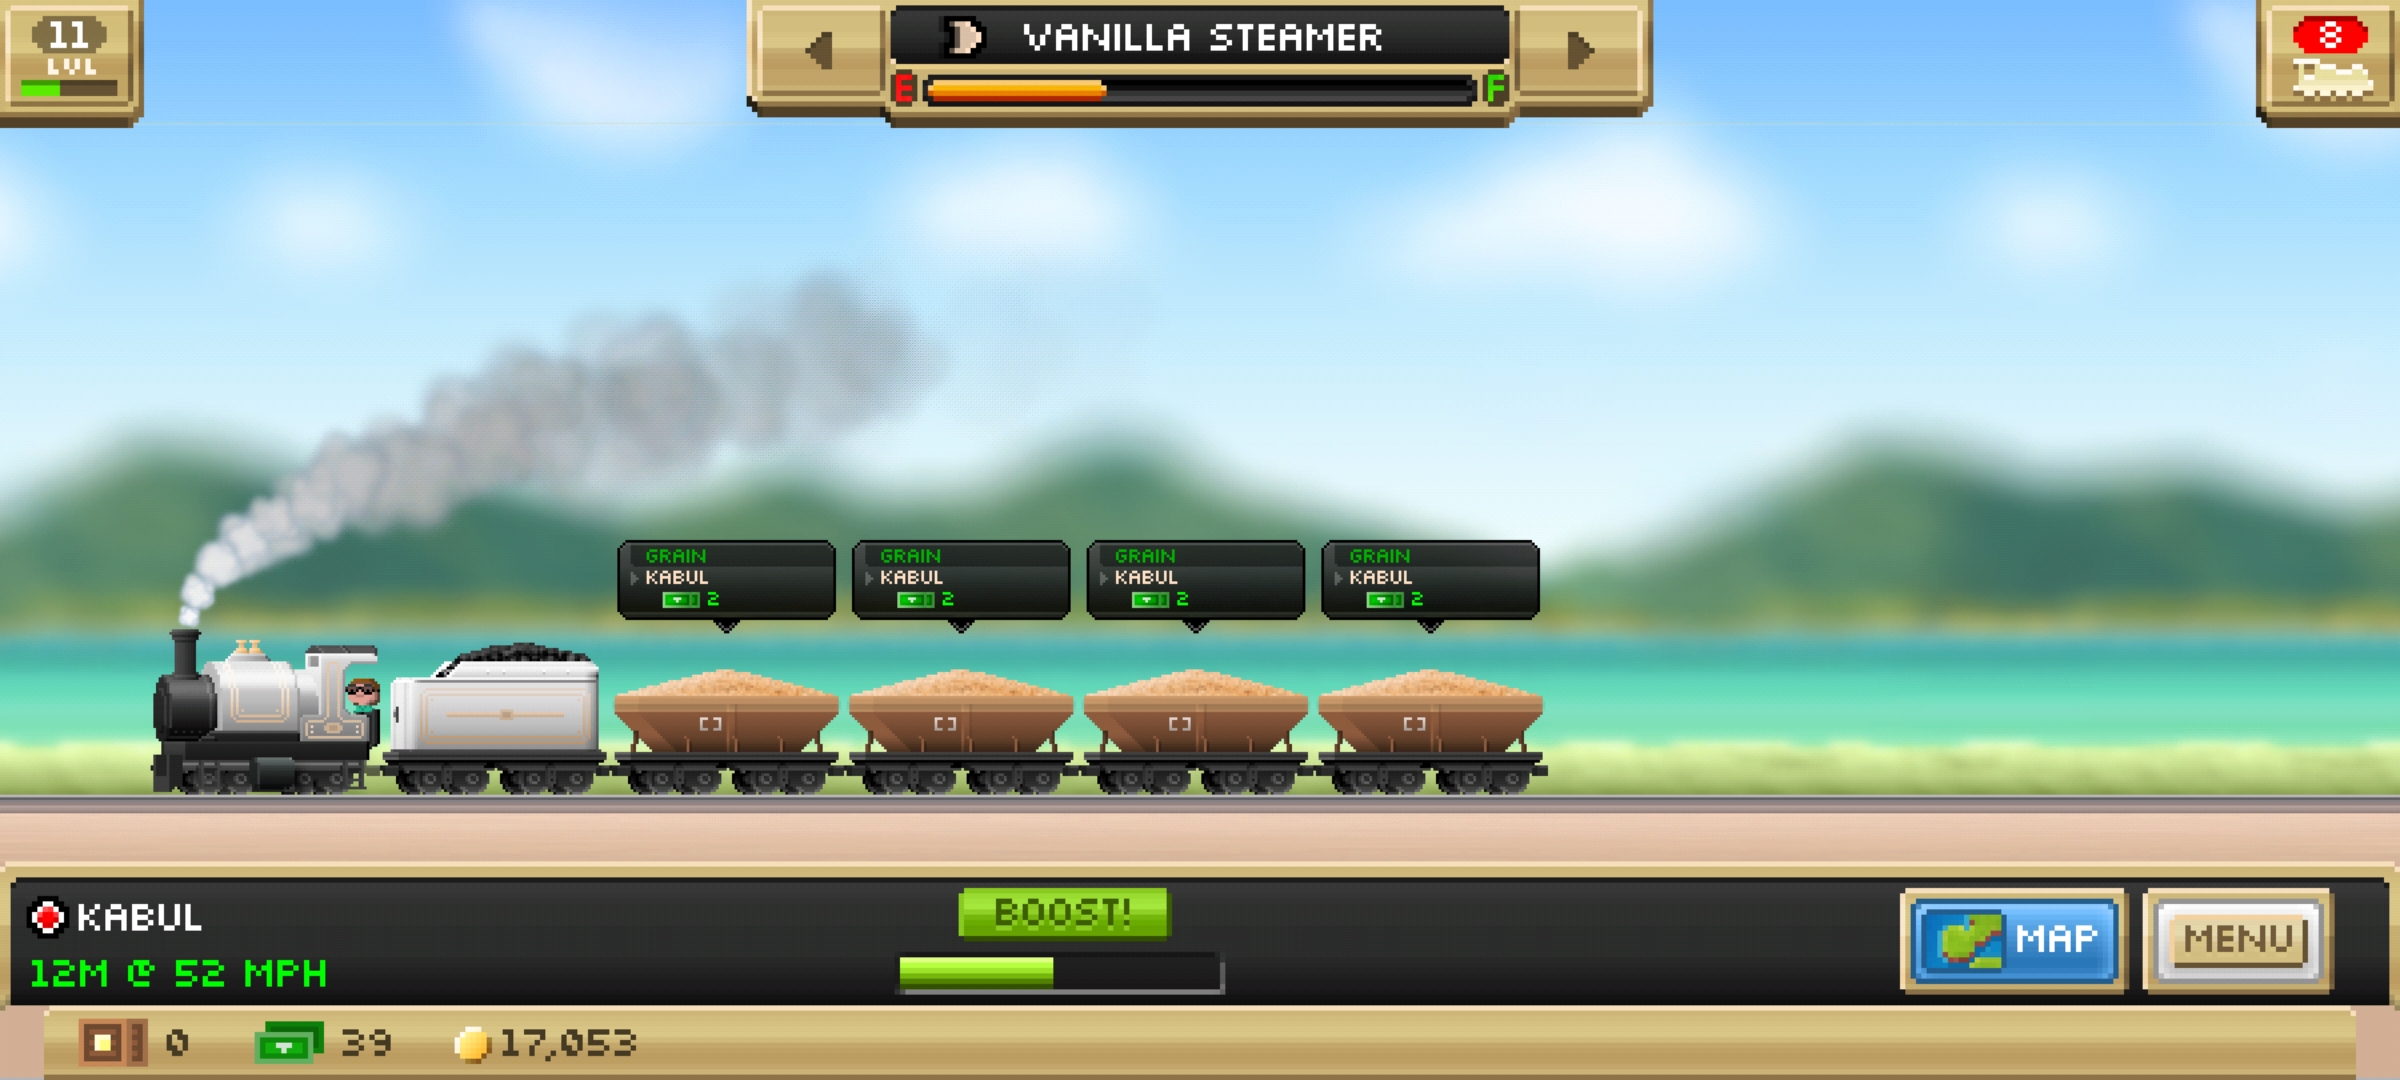 11
LVL
VANILLA STEAMER
E
F
8
GRAIN
KABUL
2
GRAIN
KABUL
2
GRAIN
KABUL
2
GRAIN
KABUL
2
KABUL
12M @ 52 MPH
BOOST!
MAP
MENU
0
39
17,053